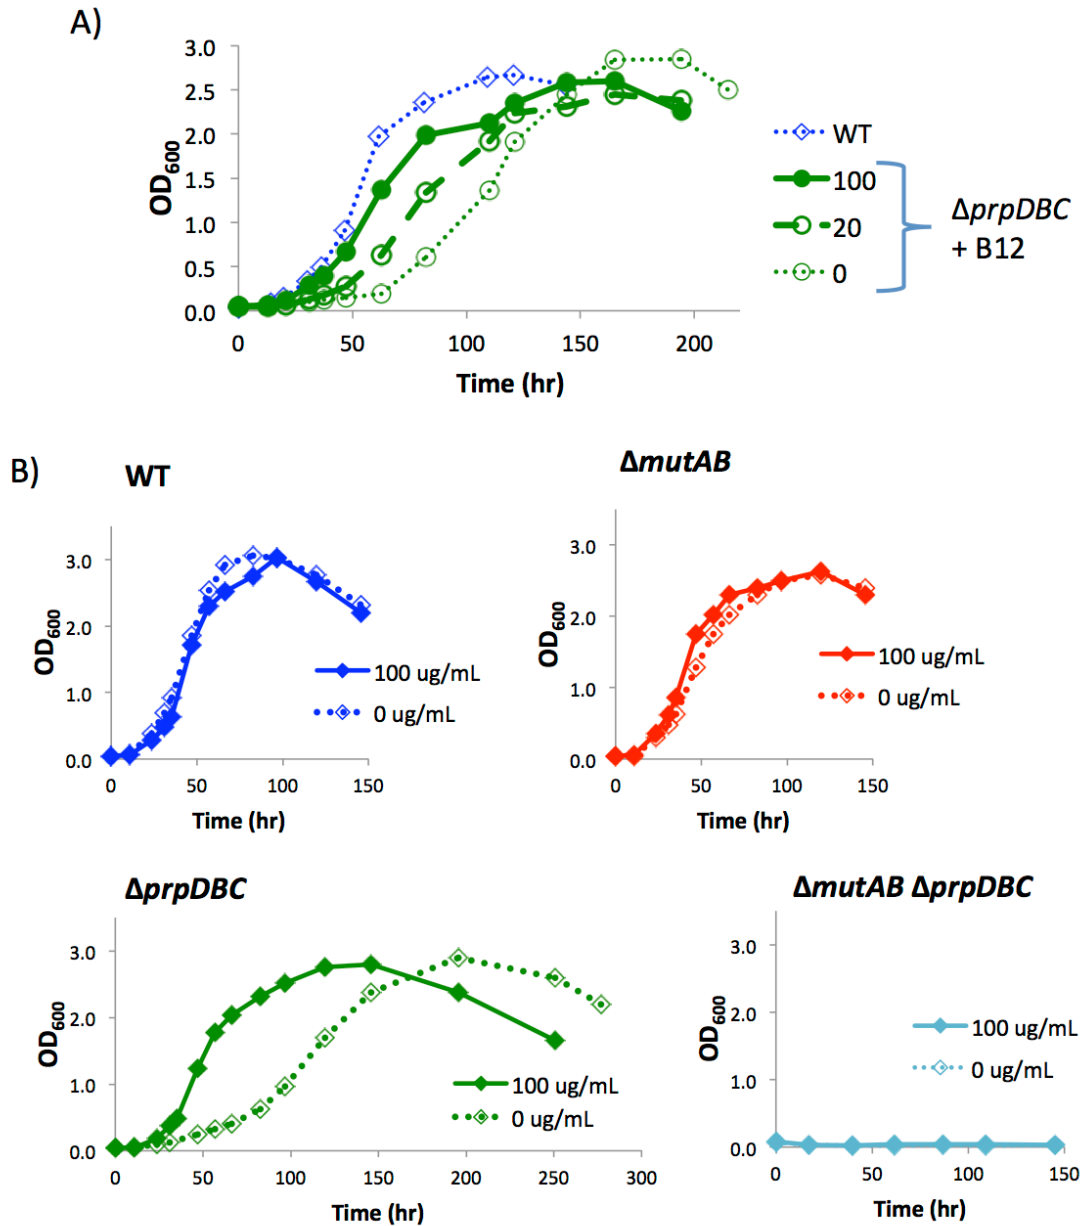 A)
3.0
2.5
2.0
1.5
1.0
0.5
0.0
OD600
0 50 100 150 200
Time (hr)
WT
100
20
0
ΔprpDBC
+ B12
B)
WT
3.0
2.0
1.0
0.0
OD600
0 50 100 150
Time (hr)
100 ug/mL
0 ug/mL
ΔmutAB
3.0
2.0
1.0
0.0
OD600
0 50 100 150
Time (hr)
100 ug/mL
0 ug/mL
ΔprpDBC
3.0
2.0
1.0
0.0
OD600
0 50 100 150 200 250 300
Time (hr)
100 ug/mL
0 ug/mL
ΔmutAB ΔprpDBC
3.0
2.0
1.0
0.0
OD600
0 50 100 150
Time (hr)
100 ug/mL
0 ug/mL